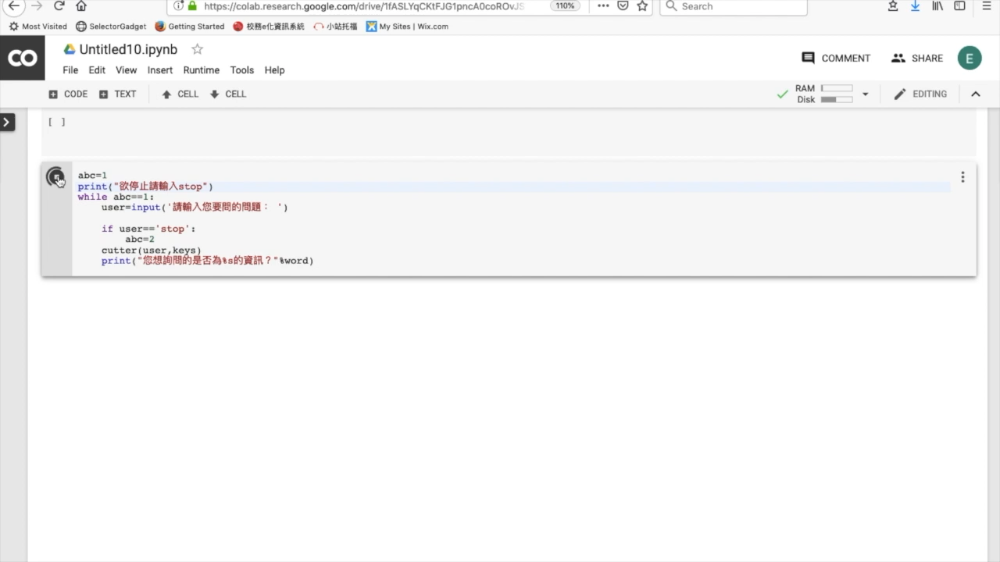 https://colab.research.google.com/drive/1fASLYqCKtFJG1pncA0coROvJS 110% Search
Most Visited SelectorGadget Getting Started 校務e化資訊系統 小站托福 My Sites | Wix.com
CO Untitled10.ipynb COMMENT SHARE E
File Edit View Insert Runtime Tools Help
CODE TEXT CELL CELL RAM Disk EDITING
[ ]
abc=1
print("欲停止請輸入stop")
while abc==1:
user=input('請輸入您要問的問題： ')
if user=='stop':
abc=2
cutter(user,keys)
print("您想詢問的是否為%s的資訊？"%word)